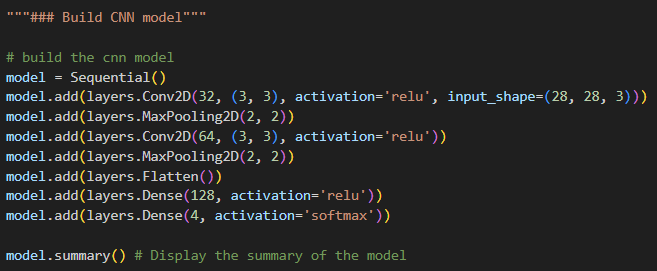 """### Build CNN model"""
# build the cnn model
model = Sequential()
model.add(layers.Conv2D(32, (3, 3), activation='relu', input_shape=(28, 28, 3)))
model.add(layers.MaxPooling2D(2, 2))
model.add(layers.Conv2D(64, (3, 3), activation='relu'))
model.add(layers.MaxPooling2D(2, 2))
model.add(layers.Flatten())
model.add(layers.Dense(128, activation='relu'))
model.add(layers.Dense(4, activation='softmax'))
model.summary() # Display the summary of the model